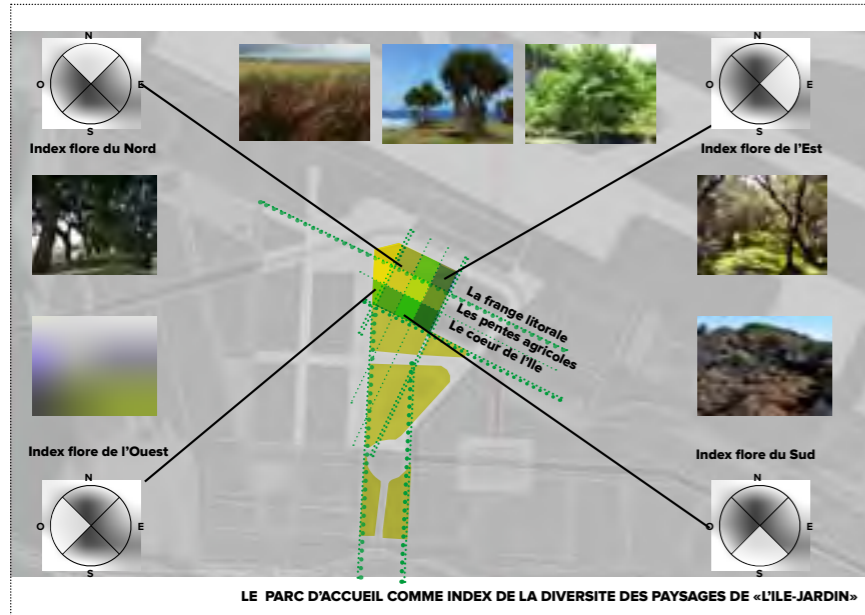 N
O
E
S
Index flore du Nord
N
O
E
S
Index flore de l'Est
La frange litorale
Les pentes agricoles
Le coeur de l'Ile
Index flore de l'Ouest
N
O
E
S
Index flore du Sud
N
O
E
S
LE PARC D'ACCUEIL COMME INDEX DE LA DIVERSITE DES PAYSAGES DE «L'ILE-JARDIN»